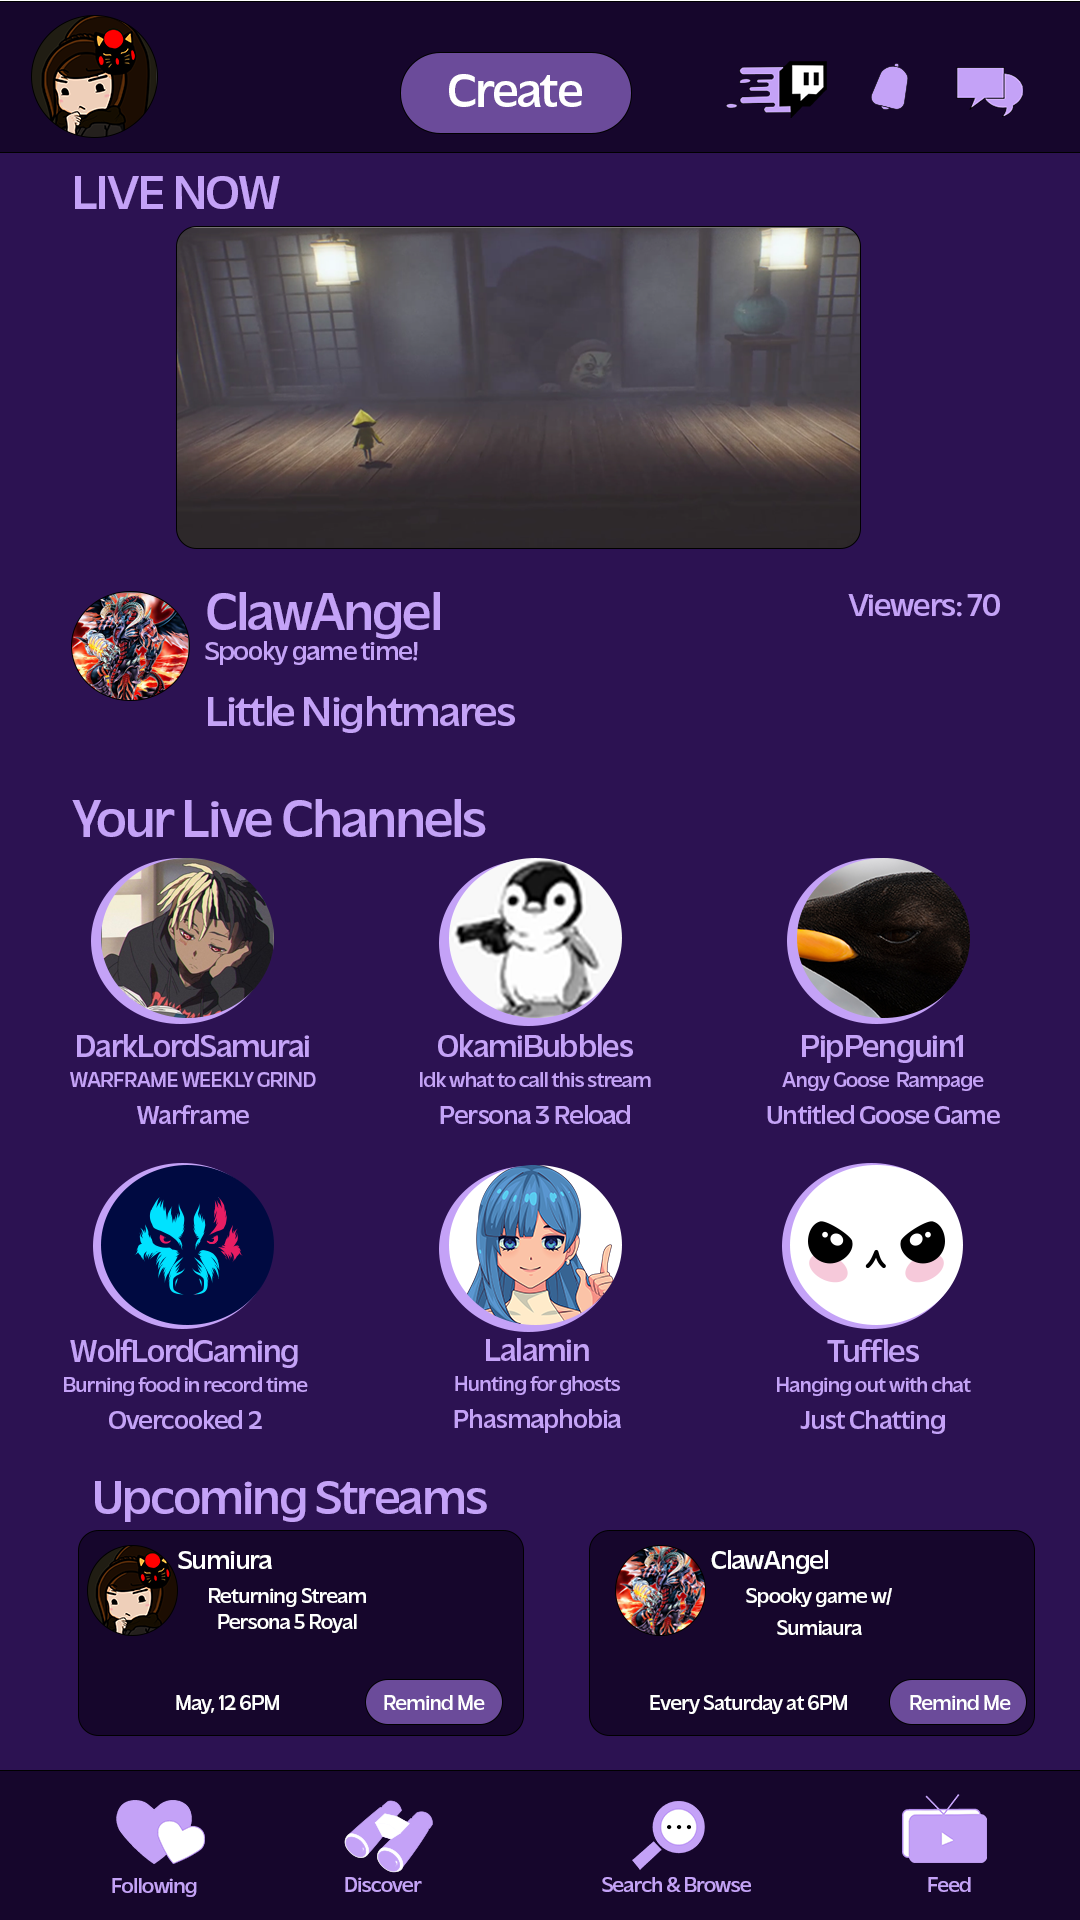 Create
LIVE NOW
ClawAngel
Viewers: 70
Spooky game time!
Little Nightmares
Your Live Channels
DarkLordSamurai
WARFRAME WEEKLY GRIND
Warframe
OkamiBubbles
Idk what to call this stream
Persona 3 Reload
PipPenguin1
Angy Goose Rampage
Untitled Goose Game
WolfLordGaming
Burning food in record time
Overcooked 2
Lalamin
Hunting for ghosts
Phasmaphobia
Tuffles
Hanging out with chat
Just Chatting
Upcoming Streams
Sumiura
Returning Stream
Persona 5 Royal
May, 12 6PM
Remind Me
ClawAngel
Spooky game w/
Sumiaura
Every Saturday at 6PM
Remind Me
Following
Discover
Search & Browse
Feed